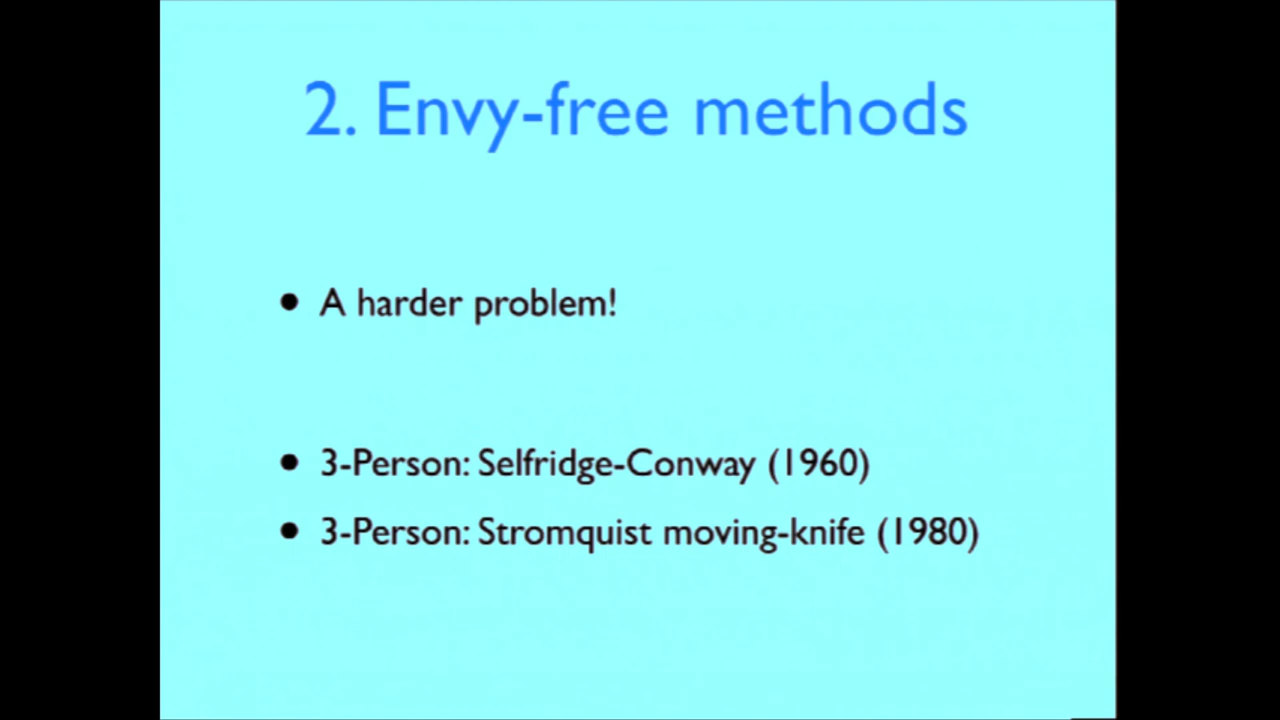 2. Envy-free methods
• A harder problem!
• 3-Person: Selfridge-Conway (1960)
• 3-Person: Stromquist moving-knife (1980)